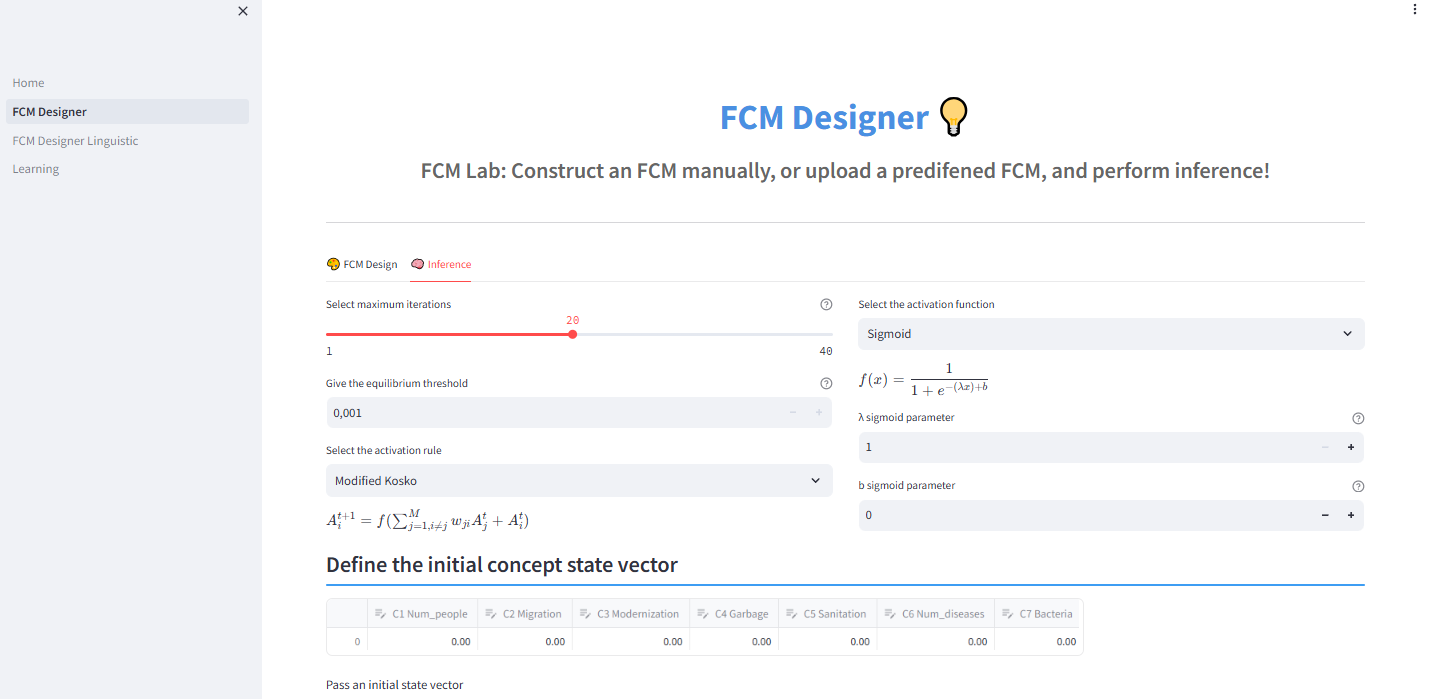 Home
FCM Designer
FCM Designer Linguistic
Learning
FCM Designer
FCM Lab: Construct an FCM manually, or upload a predifened FCM, and perform inference!
FCM Design Inference
Select maximum iterations
20
1 40
Give the equilibrium threshold
0,001
Select the activation rule
Modified Kosko
A_i^{t+1} = f(∑_{j=1,i≠j}^{M} w_{ji}A_j^t + A_i^t)
Select the activation function
Sigmoid
f(x) = \frac{1}{1 + e^{-(λx)+b}}
λ sigmoid parameter
1
b sigmoid parameter
0
Define the initial concept state vector
C1 Num_people C2 Migration C3 Modernization C4 Garbage C5 Sanitation C6 Num_diseases C7 Bacteria
0 0.00 0.00 0.00 0.00 0.00 0.00 0.00
Pass an initial state vector